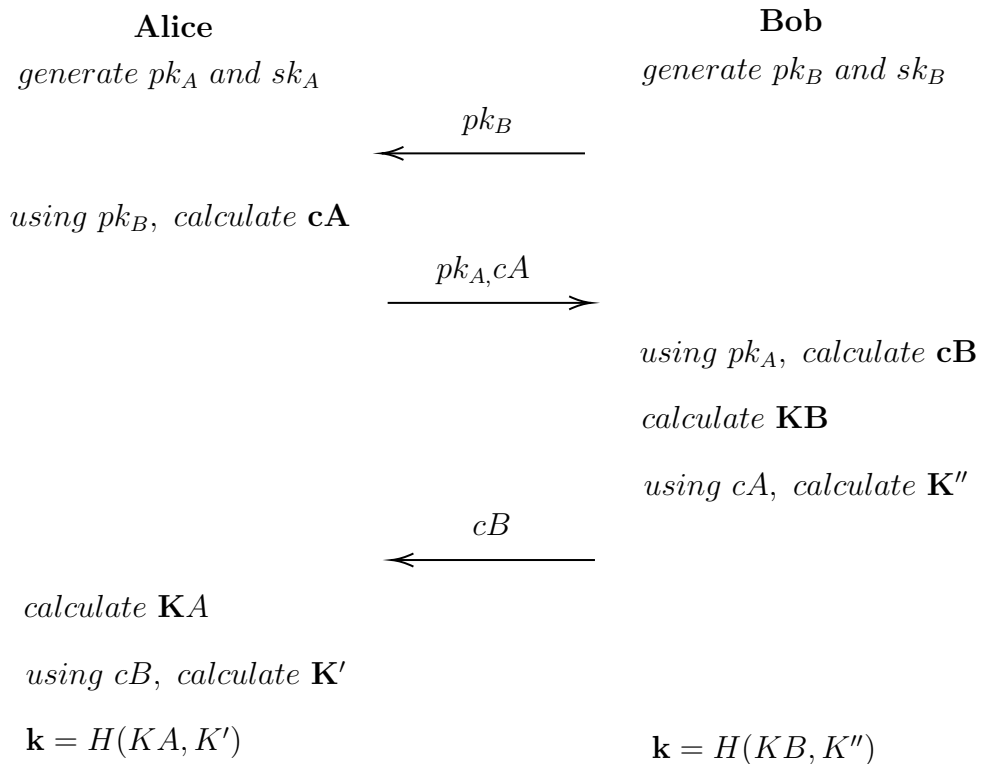 Alice
Bob
generate pk_A and sk_A
generate pk_B and sk_B
pk_B
using pk_B, calculate cA
pk_A,cA
using pk_A, calculate cB
calculate KB
using cA, calculate K''
cB
calculate KA
using cB, calculate K'
k = H(KA, K')
k = H(KB, K'')